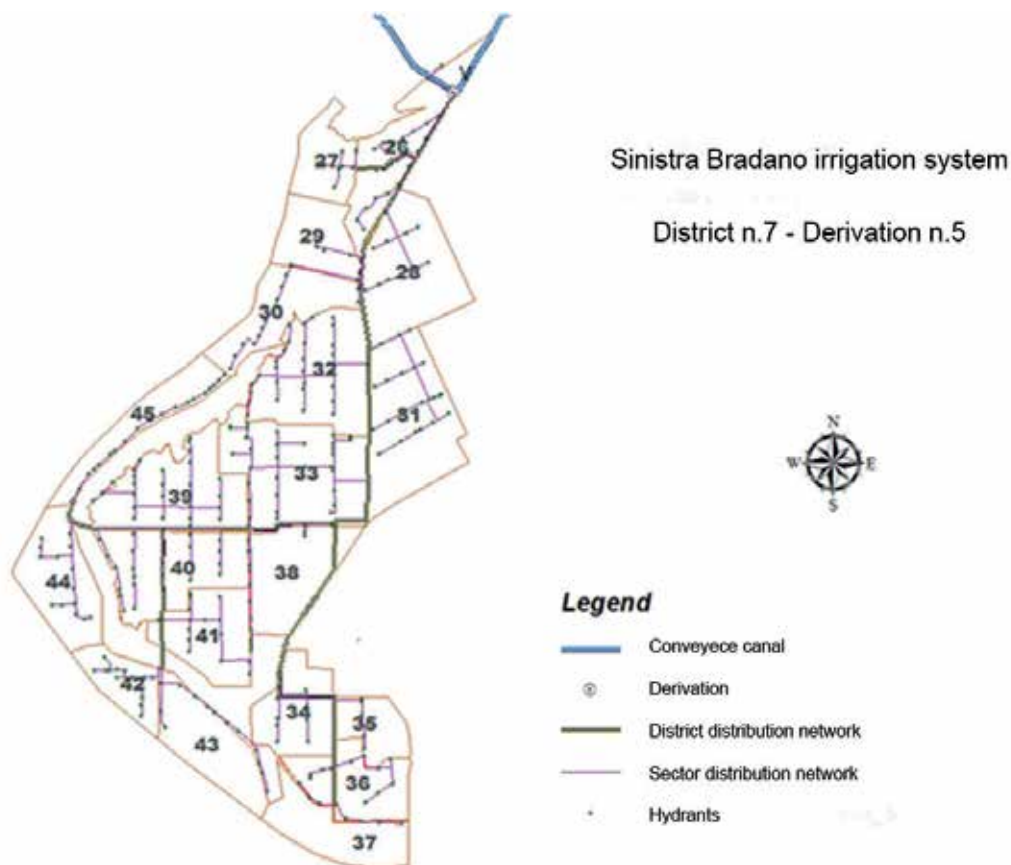 Sinistra Bradano irrigation system
District n.7 - Derivation n.5
26
27
29
28
30
32
31
45
33
39
40
38
44
41
42
34
35
43
36
37
N
W E
S
Legend
Conveyece canal
Derivation
District distribution network
Sector distribution network
Hydrants